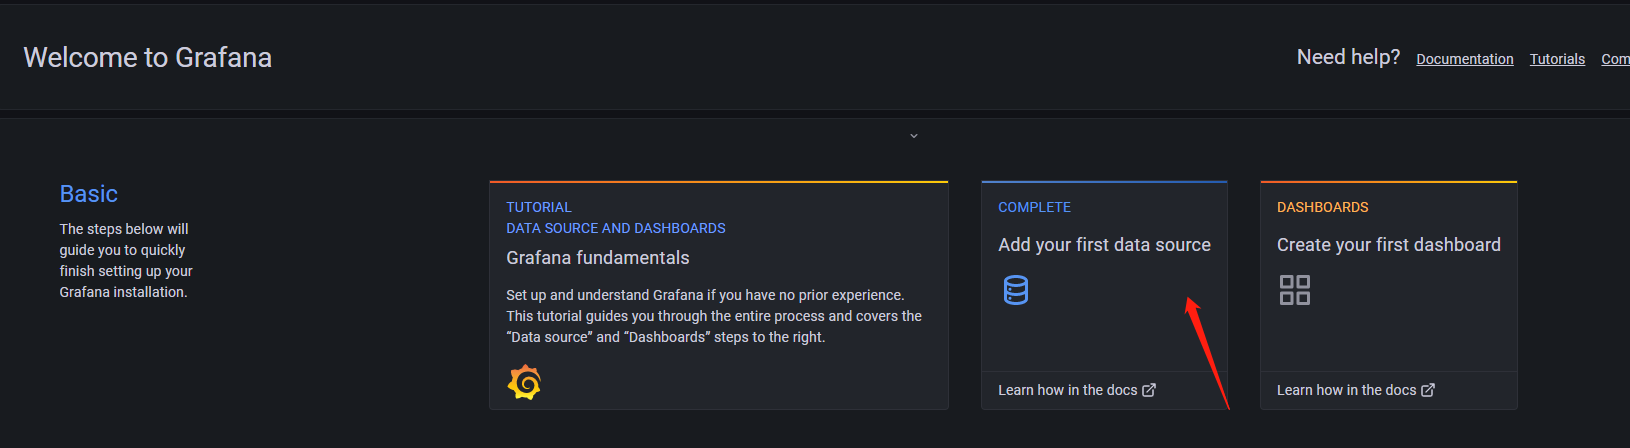 Welcome to Grafana
Need help? Documentation Tutorials Com
Basic
The steps below will
guide you to quickly
finish setting up your
Grafana installation.
TUTORIAL
DATA SOURCE AND DASHBOARDS
Grafana fundamentals
Set up and understand Grafana if you have no prior experience.
This tutorial guides you through the entire process and covers the
“Data source” and “Dashboards” steps to the right.
COMPLETE
Add your first data source
Learn how in the docs
DASHBOARDS
Create your first dashboard
Learn how in the docs